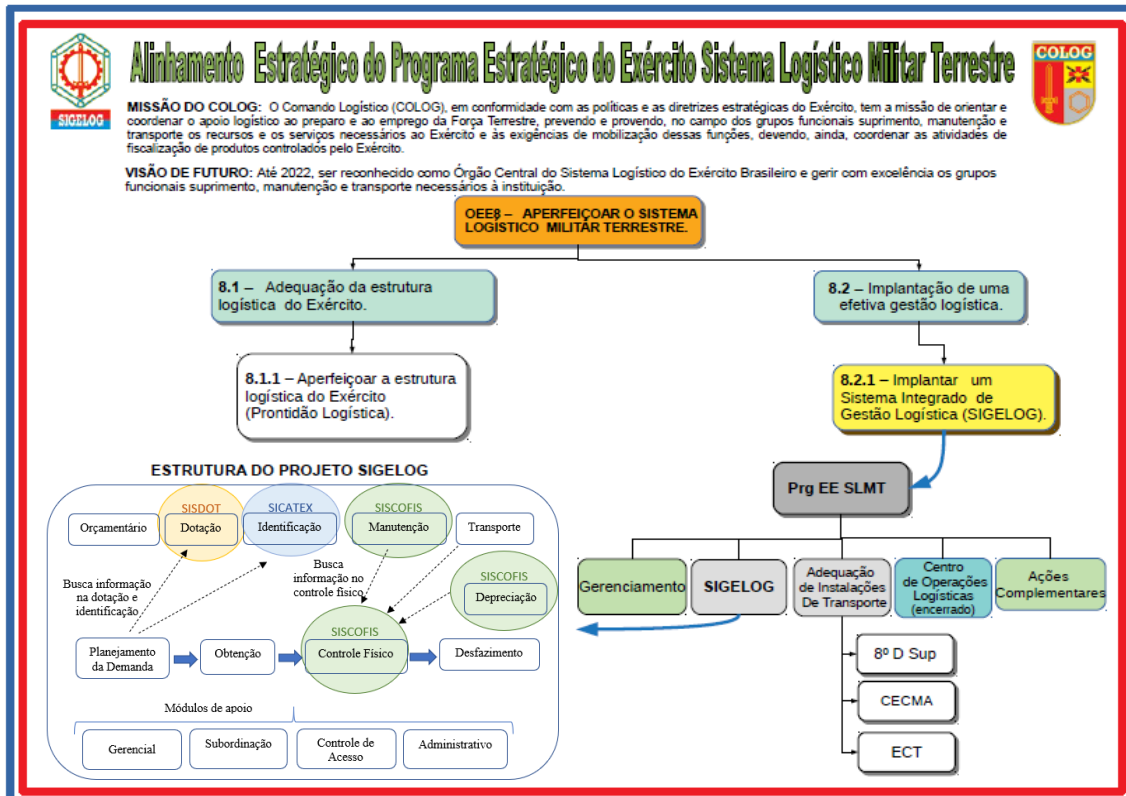 Alinhamento Estratégico do Programa Estratégico do Exército Sistema Logístico Militar Terrestre
SIGELOG
COLOG
MISSÃO DO COLOG: O Comando Logístico (COLOG), em conformidade com as políticas e as diretrizes estratégicas do Exército, tem a missão de orientar e
coordenar o apoio logístico ao preparo e ao emprego da Força Terrestre, prevendo e provendo, no campo dos grupos funcionais suprimento, manutenção e
transporte os recursos e os serviços necessários ao Exército e às exigências de mobilização dessas funções, devendo, ainda, coordenar as atividades de
fiscalização de produtos controlados pelo Exército.
VISÃO DE FUTURO: Até 2022, ser reconhecido como Órgão Central do Sistema Logístico do Exército Brasileiro e gerir com excelência os grupos
funcionais suprimento, manutenção e transporte necessários à instituição.
OEE8 – APERFEIÇOAR O SISTEMA
LOGÍSTICO MILITAR TERRESTRE.
8.1 – Adequação da estrutura
logística do Exército.
8.2 – Implantação de uma
efetiva gestão logística.
8.1.1 – Aperfeiçoar a estrutura
logística do Exército
(Prontidão Logística).
8.2.1 – Implantar um
Sistema Integrado de
Gestão Logística (SIGELOG).
ESTRUTURA DO PROJETO SIGELOG
SISDOT
SICATEX
SISCOFIS
Orçamentário
Dotação
Identificação
Manutenção
Transporte
Busca informação
na dotação e
identificação
Busca
informação no
controle físico
SISCOFIS
Depreciação
SISCOFIS
Planejamento
da Demanda
Obtenção
Controle Físico
Desfazimento
Módulos de apoio
Gerencial
Subordinação
Controle de
Acesso
Administrativo
Prg EE SLMT
Gerenciamento
SIGELOG
Adequação
de Instalações
De Transporte
Centro
de Operações
Logísticas
(encerrado)
Ações
Complementares
8º D Sup
CECMA
ECT